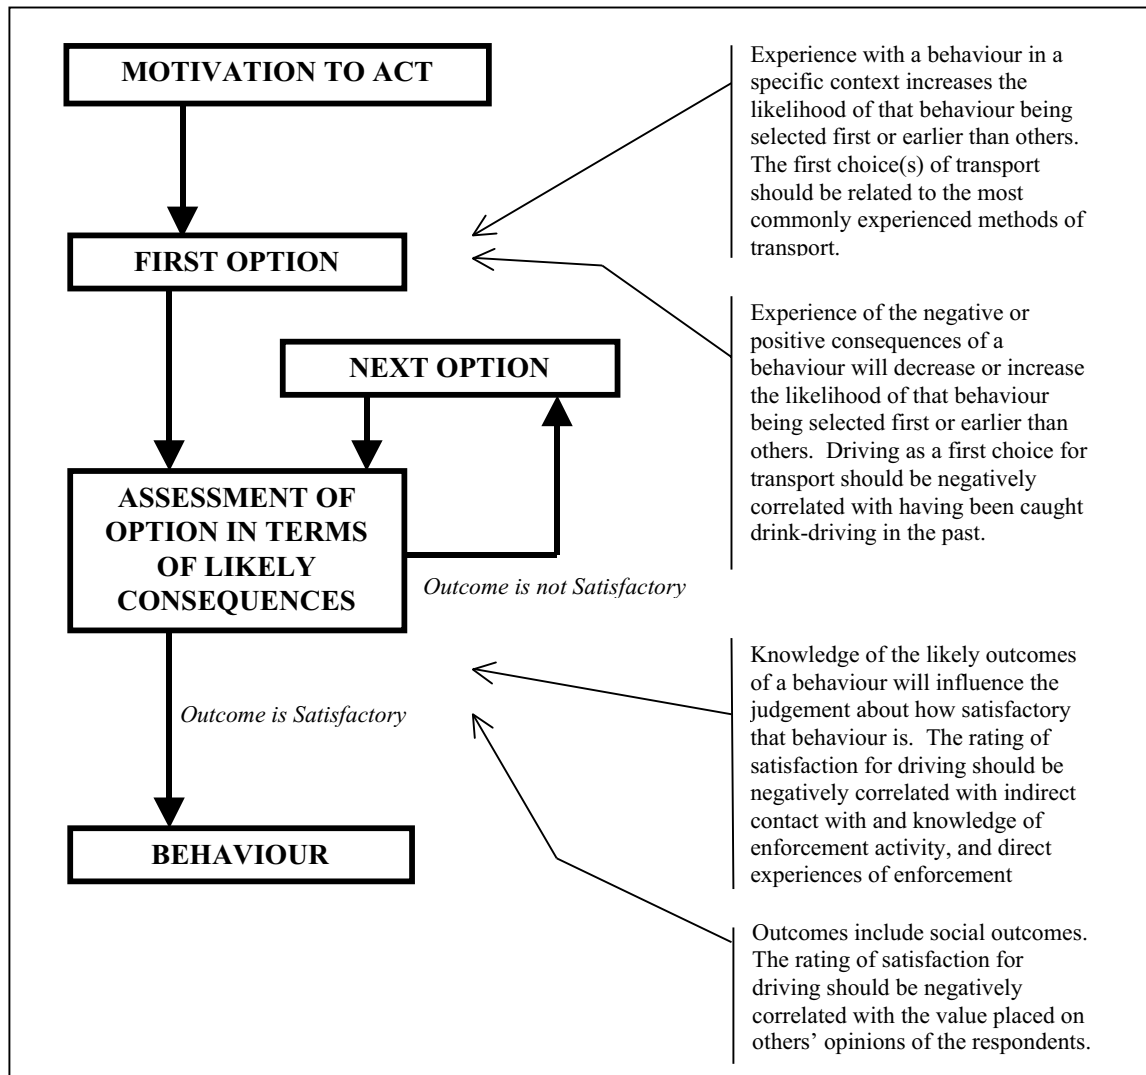 MOTIVATION TO ACT
FIRST OPTION
NEXT OPTION
ASSESSMENT OF
OPTION IN TERMS
OF LIKELY
CONSEQUENCES
Outcome is not Satisfactory
Outcome is Satisfactory
BEHAVIOUR
Experience with a behaviour in a
specific context increases the
likelihood of that behaviour being
selected first or earlier than others.
The first choice(s) of transport
should be related to the most
commonly experienced methods of
transport.
Experience of the negative or
positive consequences of a
behaviour will decrease or increase
the likelihood of that behaviour
being selected first or earlier than
others. Driving as a first choice for
transport should be negatively
correlated with having been caught
drink-driving in the past.
Knowledge of the likely outcomes
of a behaviour will influence the
judgement about how satisfactory
that behaviour is. The rating of
satisfaction for driving should be
negatively correlated with indirect
contact with and knowledge of
enforcement activity, and direct
experiences of enforcement
Outcomes include social outcomes.
The rating of satisfaction for
driving should be negatively
correlated with the value placed on
others’ opinions of the respondents.